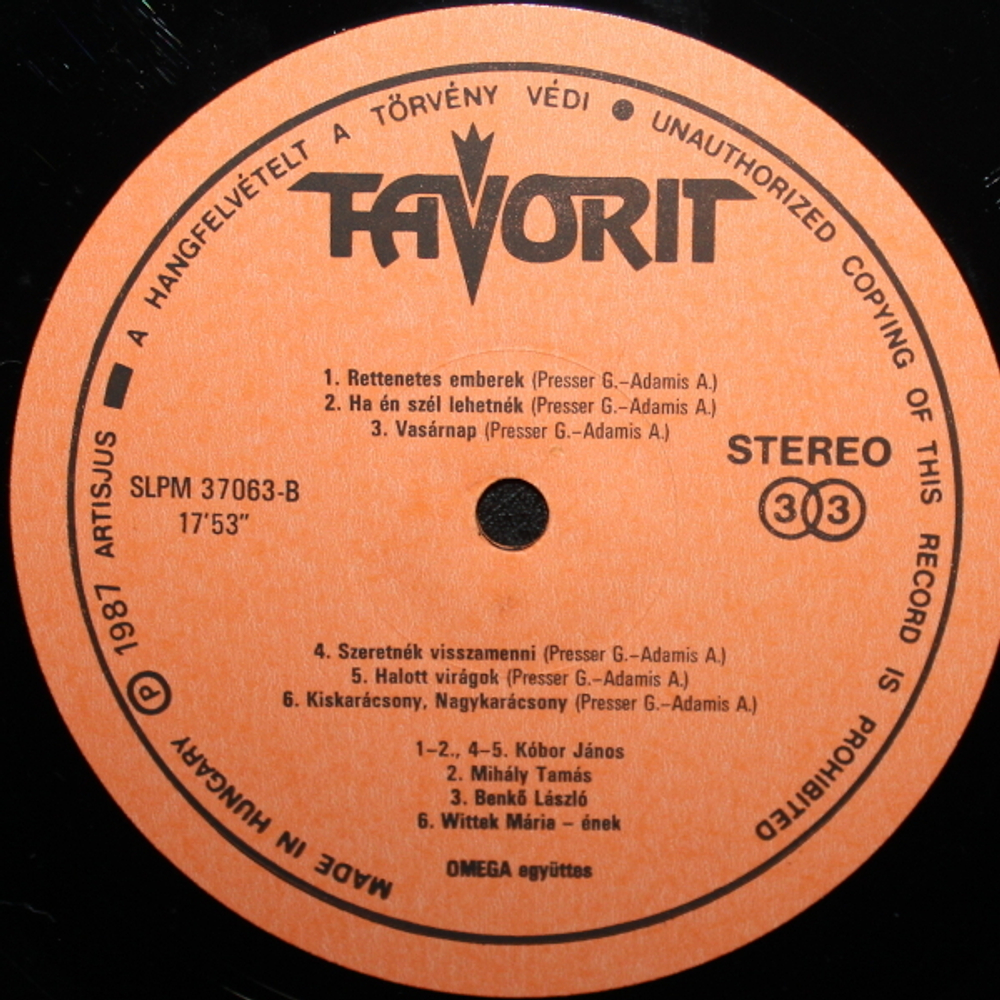 Ⓟ 1987 ARTISJUS ▬ A HANGFELVÉTELT A TÖRVÉNY VÉDI ● UNAUTHORIZED COPYING OF THIS RECORD IS PROHIBITED
FAVORIT
1. Rettenetes emberek (Presser G.–Adamis A.)
2. Ha én szél lehetnék (Presser G.–Adamis A.)
3. Vasárnap (Presser G.–Adamis A.)
STEREO
33
SLPM 37063-B
17'53"
4. Szeretnék visszamenni (Presser G.–Adamis A.)
5. Halott virágok (Presser G.–Adamis A.)
6. Kiskarácsony, Nagykarácsony (Presser G.–Adamis A.)
1–2., 4–5. Kóbor János
2. Mihály Tamás
3. Benkő László
6. Wittek Mária – ének
OMEGA együttes
MADE IN HUNGARY